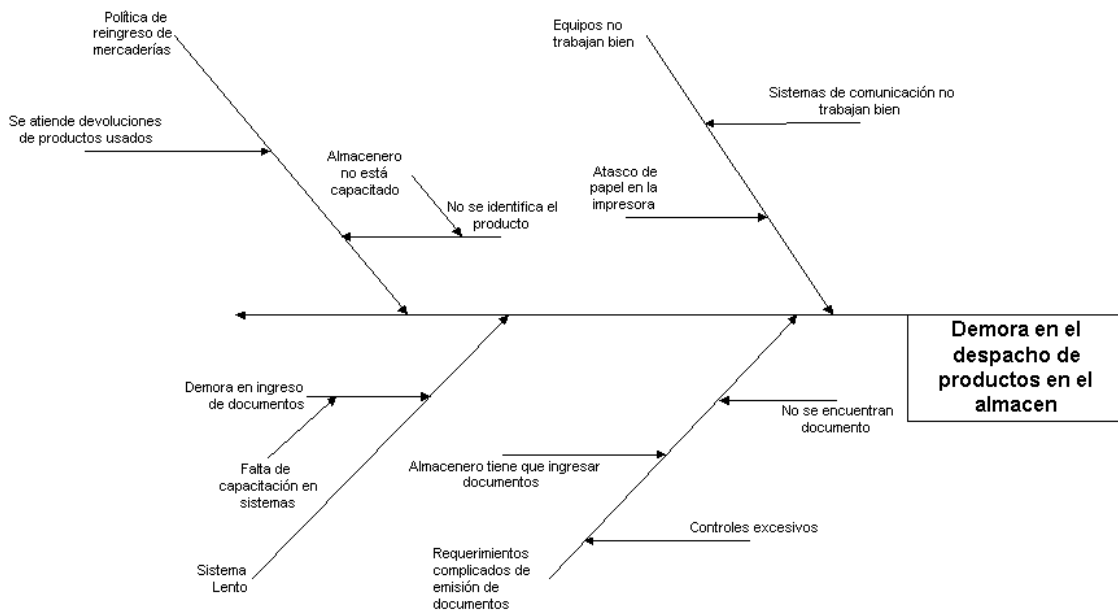 Política de
reingreso de
mercaderías
Equipos no
trabajan bien
Sistemas de comunicación no
trabajan bien
Se atiende devoluciones
de productos usados
Almacenero
no está
capacitado
Atasco de
papel en la
impresora
No se identifica el
producto
Demora en el
despacho de
productos en el
almacen
Demora en ingreso
de documentos
No se encuentran
documento
Falta de
capacitación en
sistemas
Almacenero tiene que ingresar
documentos
Controles excesivos
Sistema
Lento
Requerimientos
complicados de
emisión de
documentos